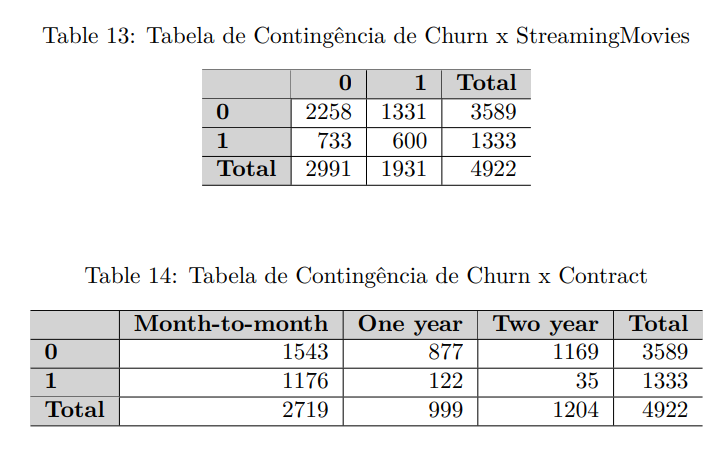 Table 13: Tabela de Contingência de Churn x StreamingMovies
0 1 Total
0 2258 1331 3589
1 733 600 1333
Total 2991 1931 4922
Table 14: Tabela de Contingência de Churn x Contract
Month-to-month One year Two year Total
0 1543 877 1169 3589
1 1176 122 35 1333
Total 2719 999 1204 4922